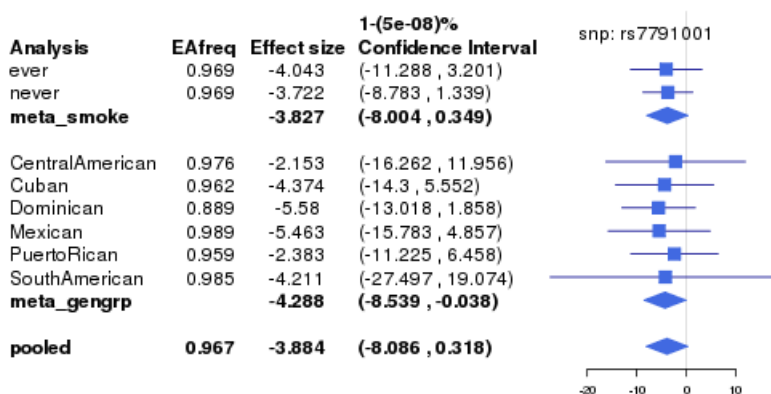 1-(5e-08)%
Analysis EAfreq Effect size Confidence Interval
snp: rs7791001
ever 0.969 -4.043 (-11.288 , 3.201)
never 0.969 -3.722 (-8.783 , 1.339)
meta_smoke -3.827 (-8.004 , 0.349)
CentralAmerican 0.976 -2.153 (-16.262 , 11.956)
Cuban 0.962 -4.374 (-14.3 , 5.552)
Dominican 0.889 -5.58 (-13.018 , 1.858)
Mexican 0.989 -5.463 (-15.783 , 4.857)
PuertoRican 0.959 -2.383 (-11.225 , 6.458)
SouthAmerican 0.985 -4.211 (-27.497 , 19.074)
meta_gengrp -4.288 (-8.539 , -0.038)
pooled 0.967 -3.884 (-8.086 , 0.318)
-20 -10 0 10